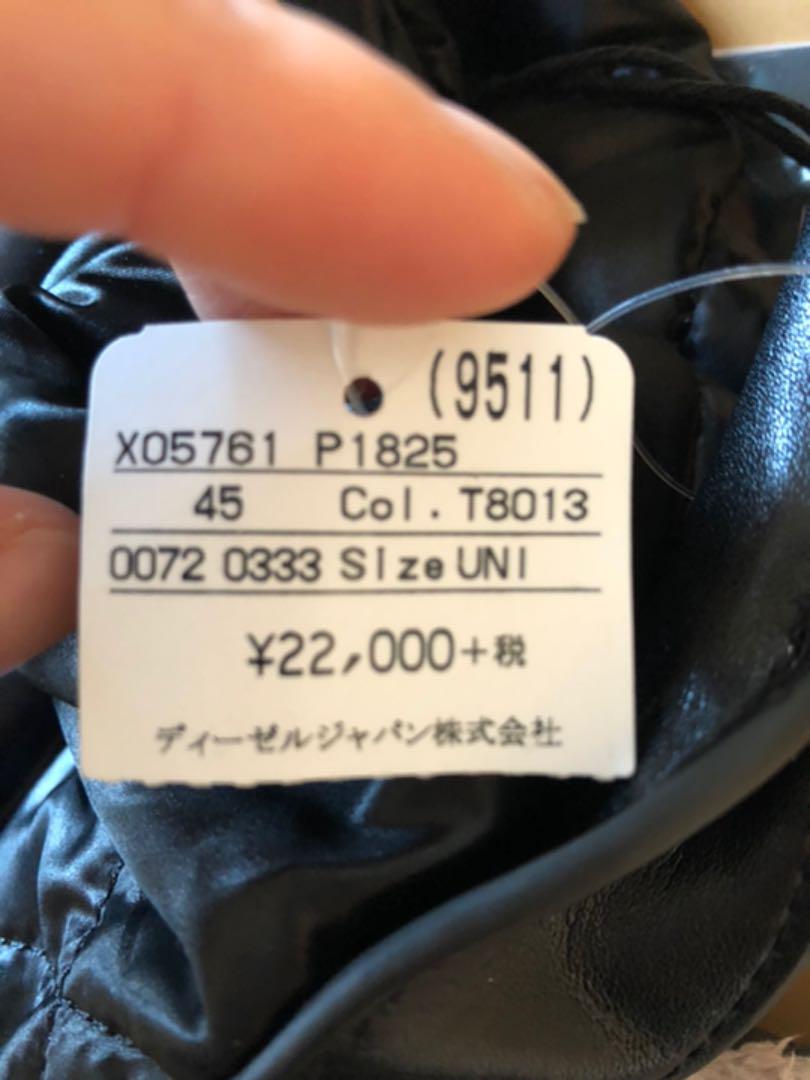 (9511)
X05761 P1825
45 Col.T8013
0072 0333 Size UNI
¥22,000+税
ディーゼルジャパン株式会社